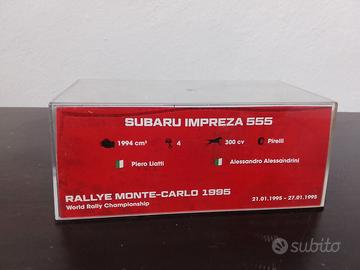 SUBARU IMPREZA 555
1994 cm³ 4 300 cv Pirelli
Piero Liatti Alessandro Alessandrini
RALLYE MONTE-CARLO 1995
World Rally Championship 21.01.1995 - 27.01.1995
subito